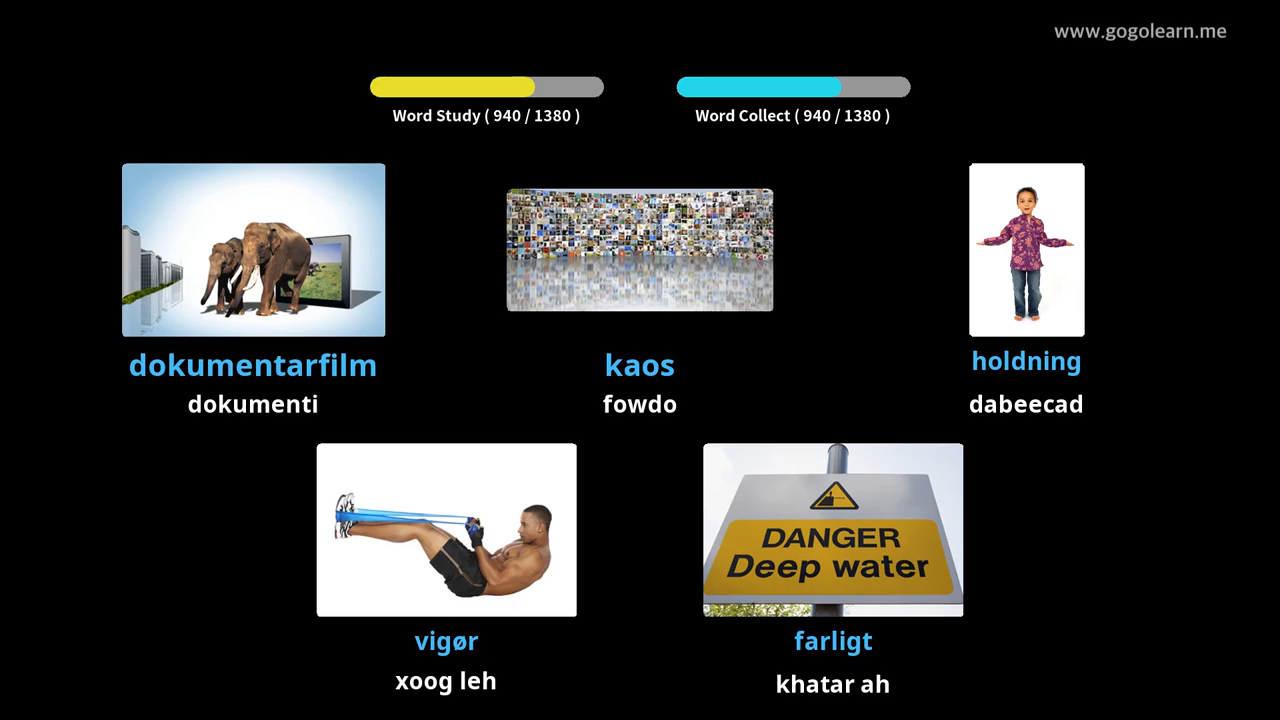 www.gogolearn.me
Word Study ( 940 / 1380 )
Word Collect ( 940 / 1380 )
dokumentarfilm
dokumenti
kaos
fowdo
holdning
dabeecad
DANGER
Deep water
vigør
xoog leh
farligt
khatar ah